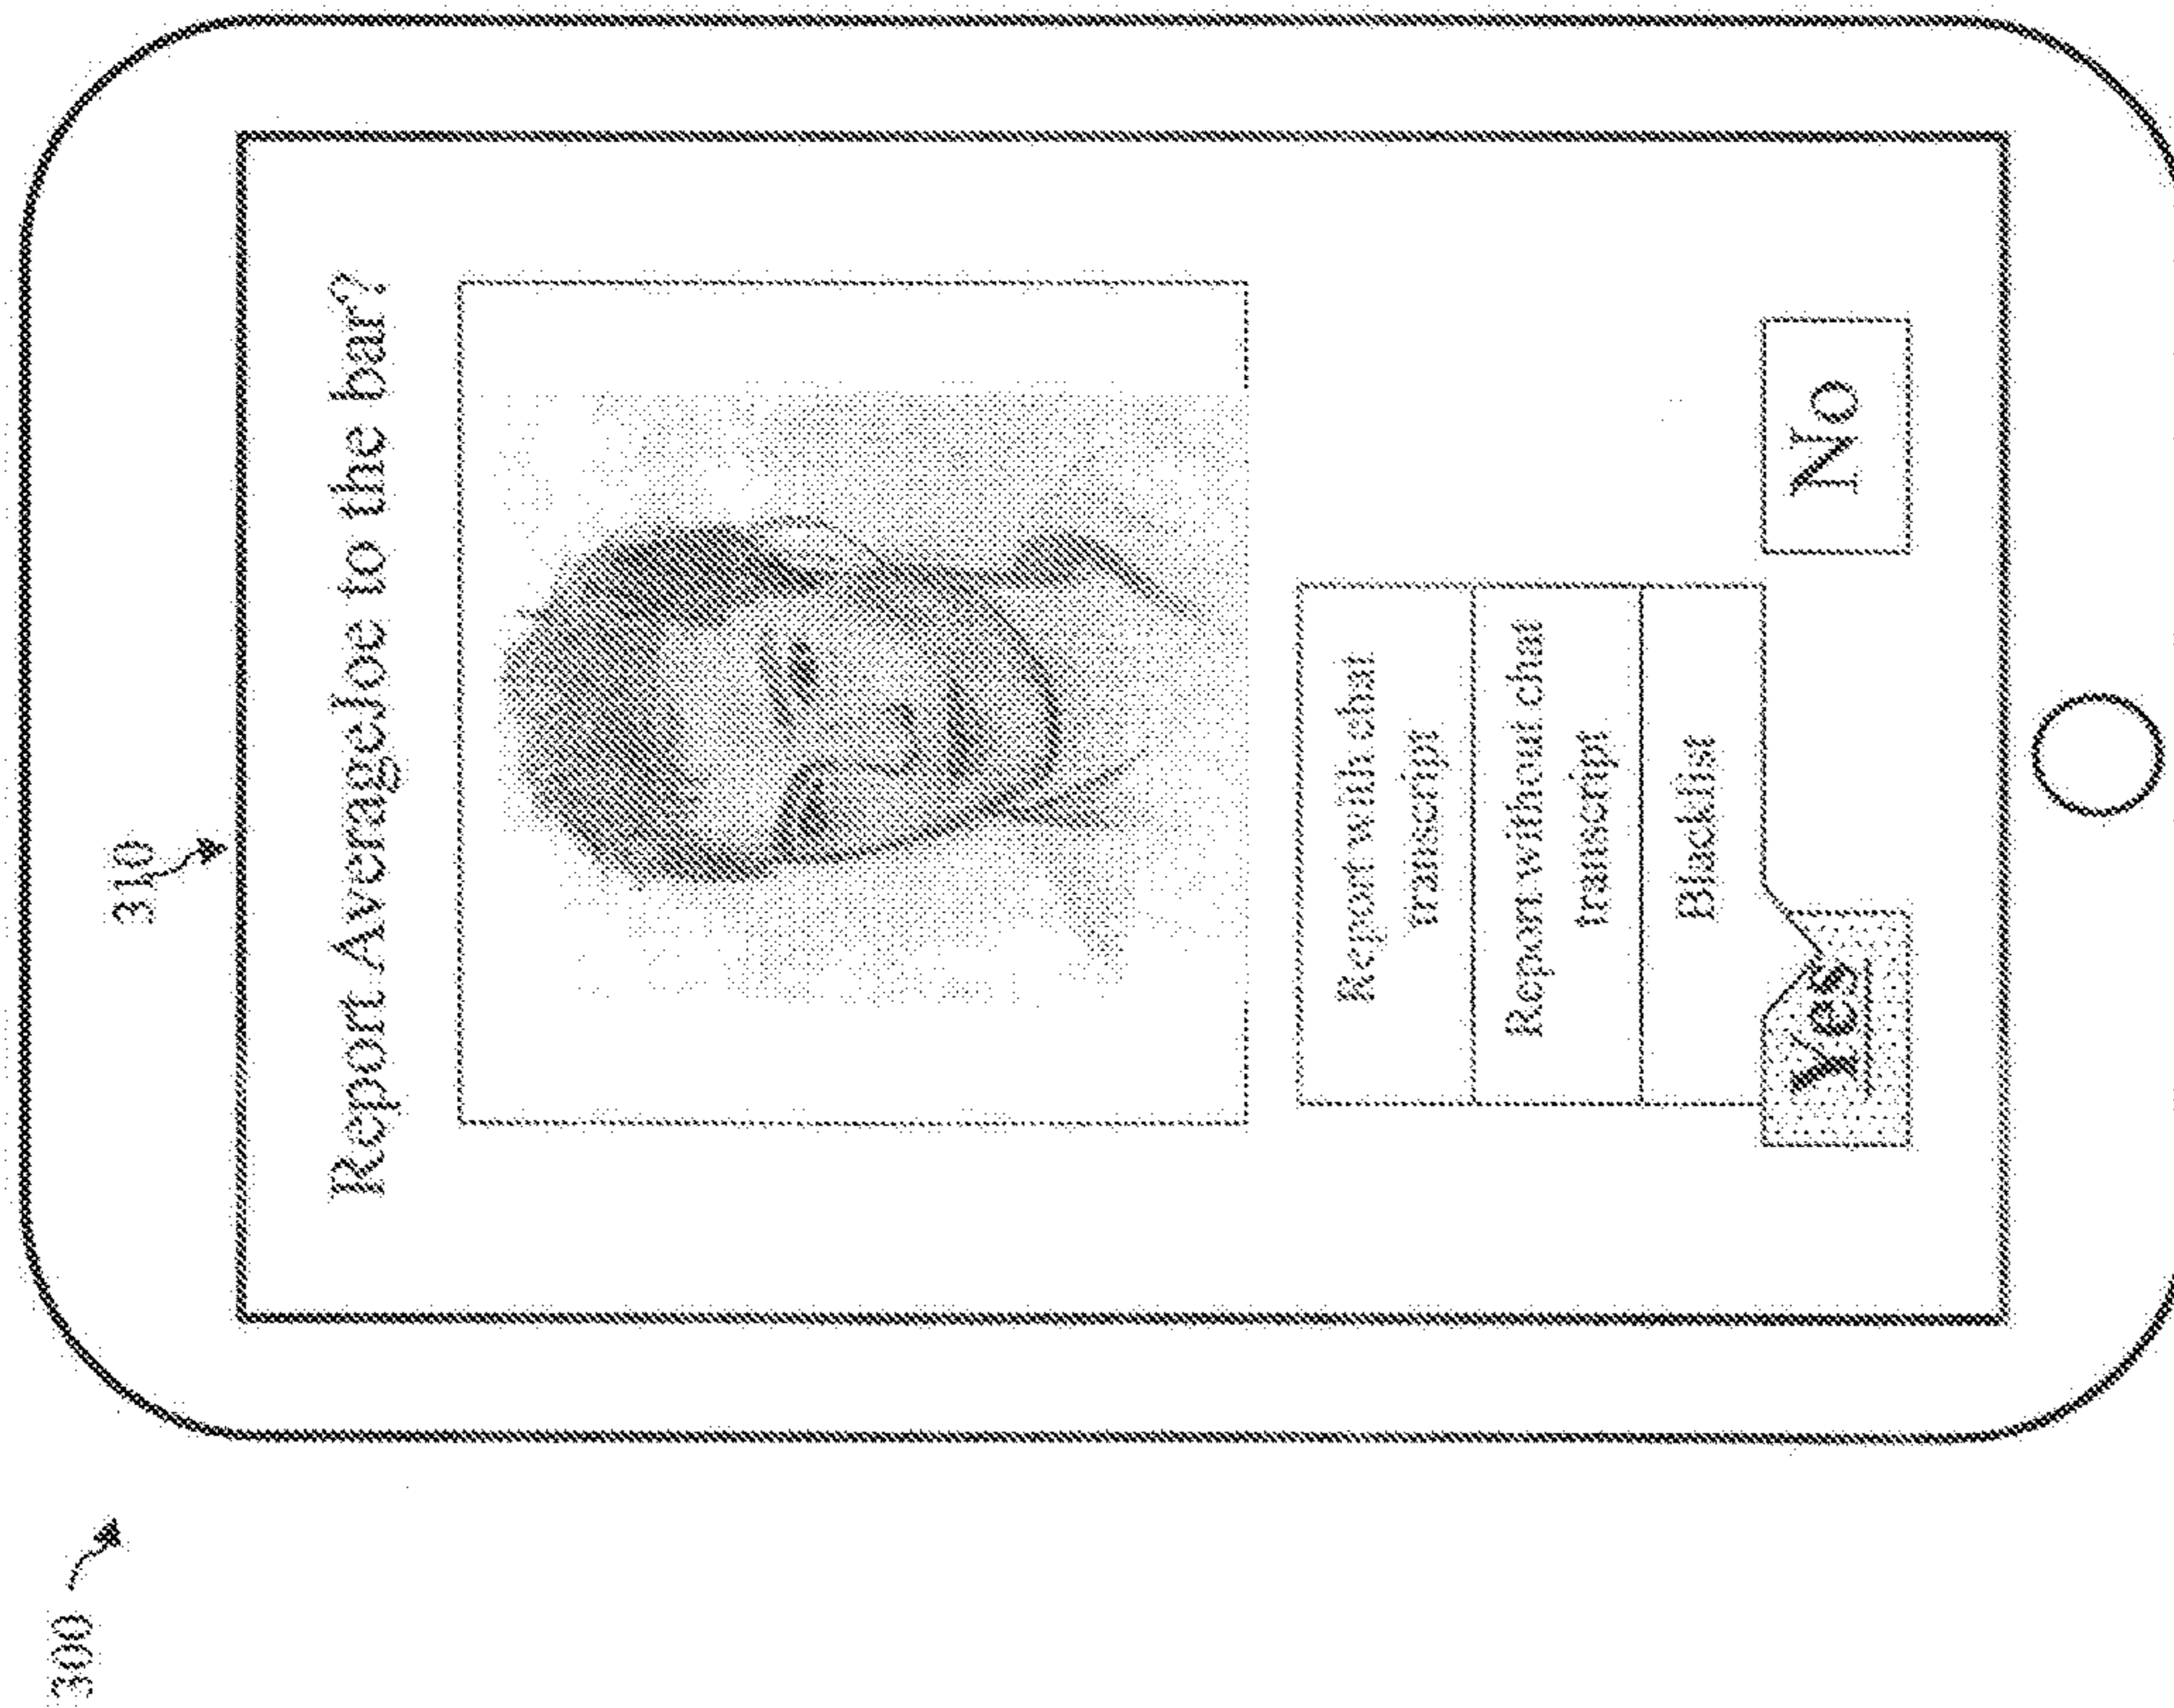 300
310
Report AverageJoe to the bar?
Report with chat
transcript
Report without chat
transcript
Blacklist
Yes
No